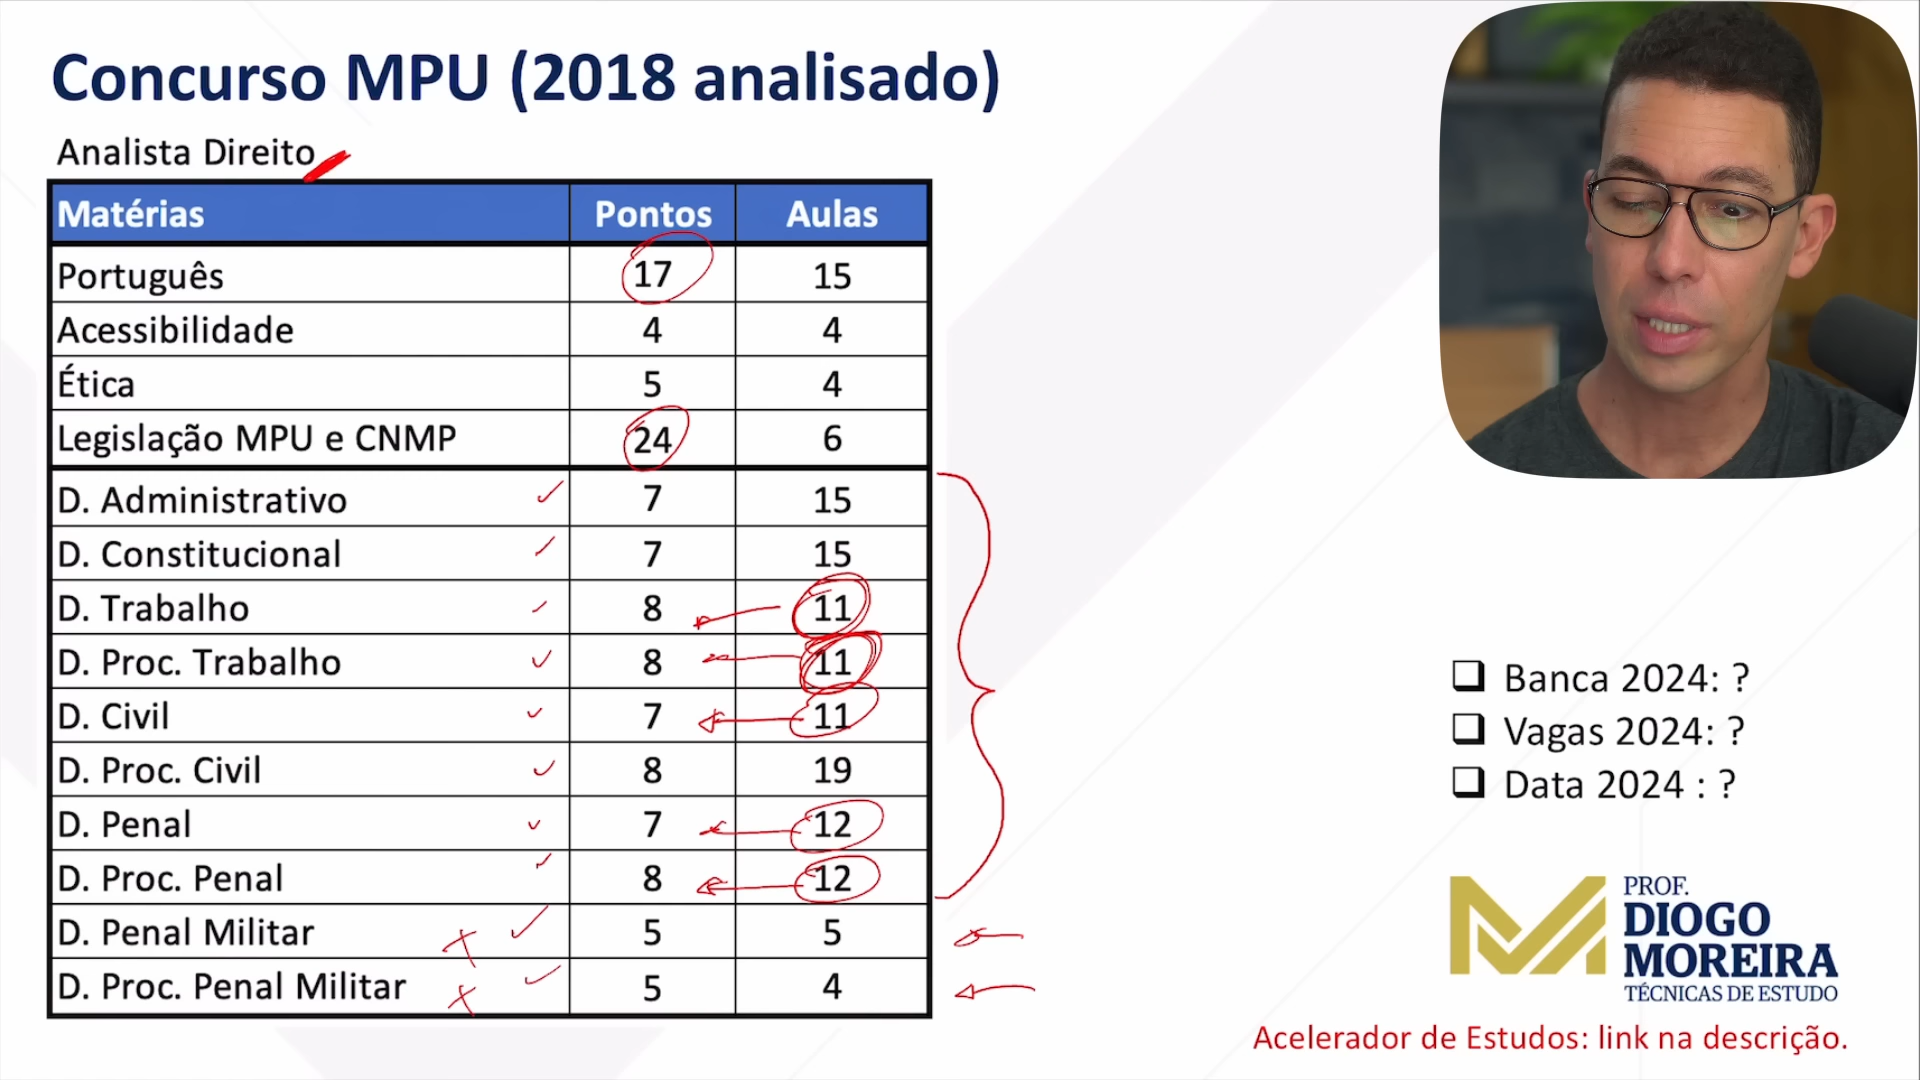 Concurso MPU (2018 analisado)
Analista Direito
Matérias Pontos Aulas
Português 17 15
Acessibilidade 4 4
Ética 5 4
Legislação MPU e CNMP 24 6
D. Administrativo 7 15
D. Constitucional 7 15
D. Trabalho 8 11
D. Proc. Trabalho 8 11
D. Civil 7 11
D. Proc. Civil 8 19
D. Penal 7 12
D. Proc. Penal 8 12
D. Penal Militar 5 5
D. Proc. Penal Militar 5 4
Banca 2024: ?
Vagas 2024: ?
Data 2024 : ?
PROF.
DIOGO
MOREIRA
TÉCNICAS DE ESTUDO
Acelerador de Estudos: link na descrição.